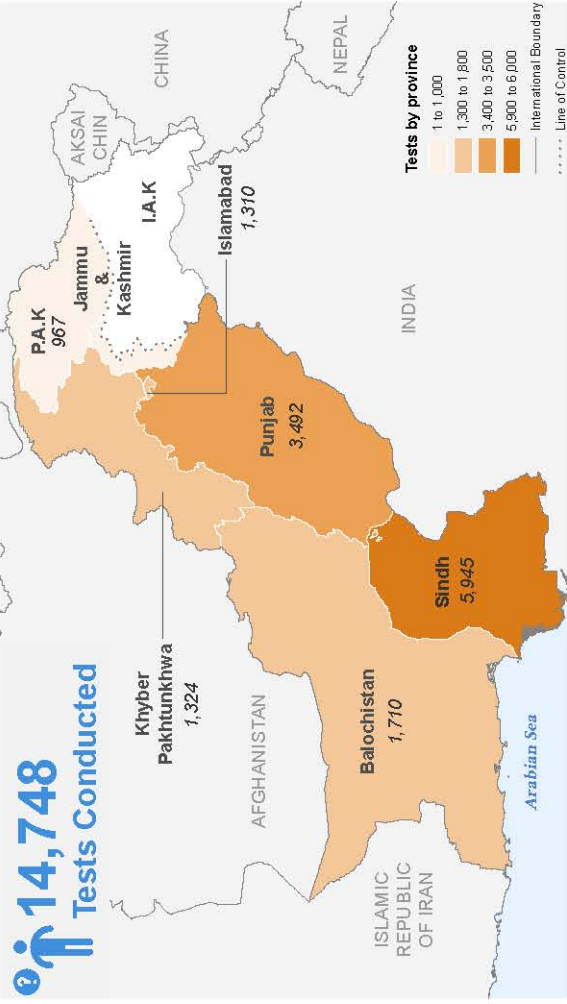 ?
14,748
Tests Conducted
CHINA
AKSAI
CHIN
NEPAL
P.A.K
967
Jammu
&
Kashmir
I.A.K
Islamabad
1,310
Khyber
Pakhtunkhwa
1,324
Punjab
3,492
AFGHANISTAN
INDIA
Balochistan
1,710
Sindh
5,945
ISLAMIC
REPUBLIC
OF IRAN
Arabian Sea
Tests by province
1 to 1,000
1,300 to 1,800
3,400 to 3,500
5,900 to 6,000
International Boundary
Line of Control